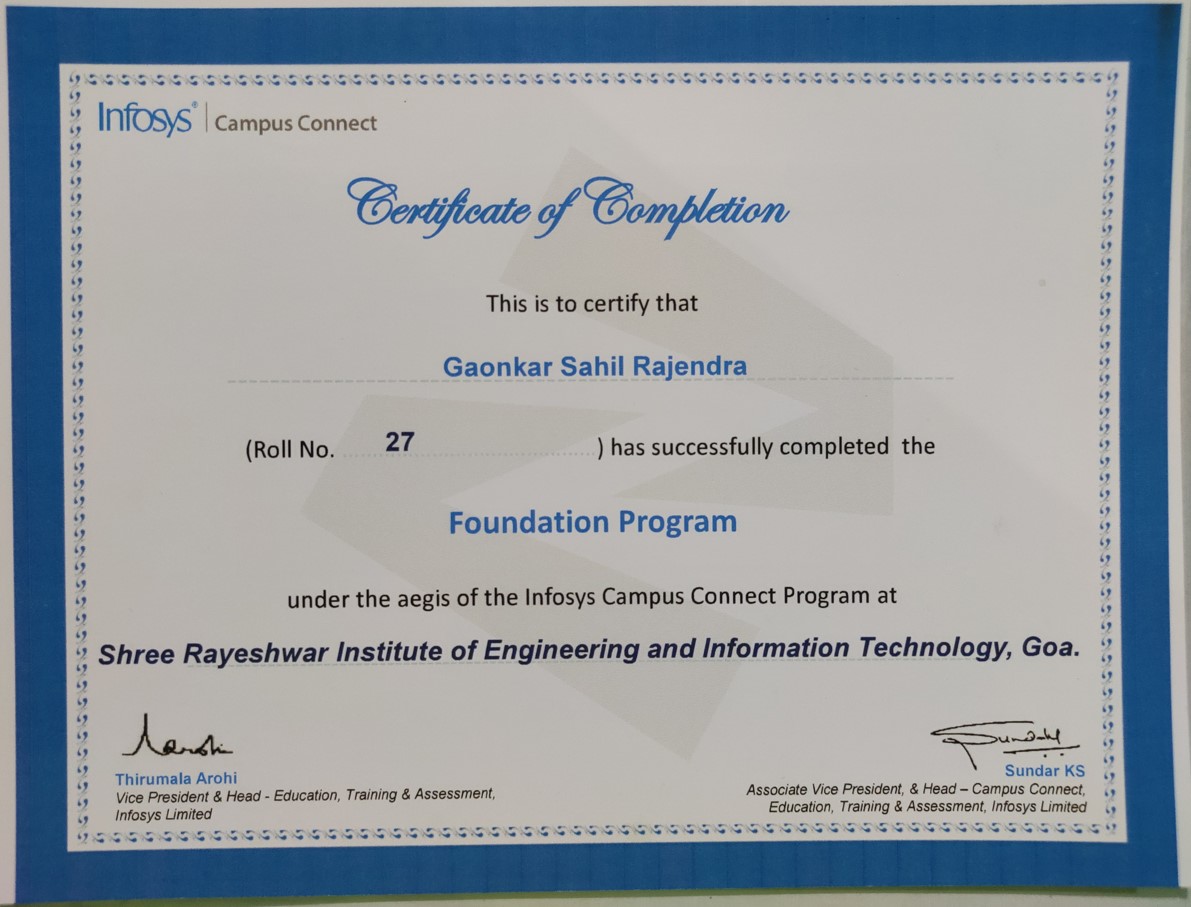 Infosys® | Campus Connect
Certificate of Completion
This is to certify that
Gaonkar Sahil Rajendra
(Roll No. 27 ) has successfully completed the
Foundation Program
under the aegis of the Infosys Campus Connect Program at
Shree Rayeshwar Institute of Engineering and Information Technology, Goa.
Thirumala Arohi
Vice President & Head - Education, Training & Assessment,
Infosys Limited
Sundar KS
Associate Vice President, & Head – Campus Connect,
Education, Training & Assessment, Infosys Limited